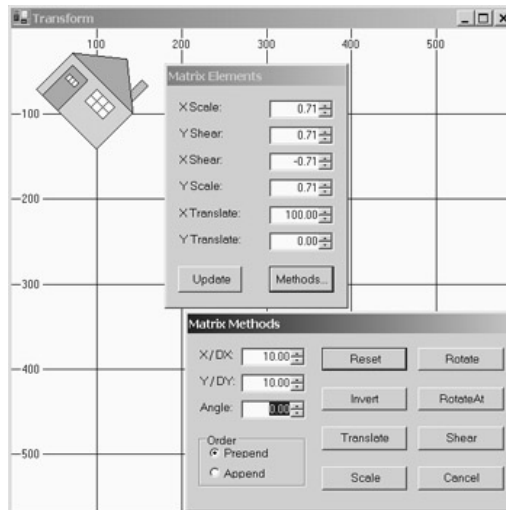 Transform
100 200 300 400 500
-100
-200
-300
-400
-500
Matrix Elements
X Scale: 0.71
Y Shear: 0.71
X Shear: -0.71
Y Scale: 0.71
X Translate: 100.00
Y Translate: 0.00
Update Methods...
Matrix Methods
X/DX: 10.00 Reset Rotate
Y/DY: 10.00
Angle: 0.00 Invert RotateAt
Order
Prepend
Append
Translate Shear
Scale Cancel